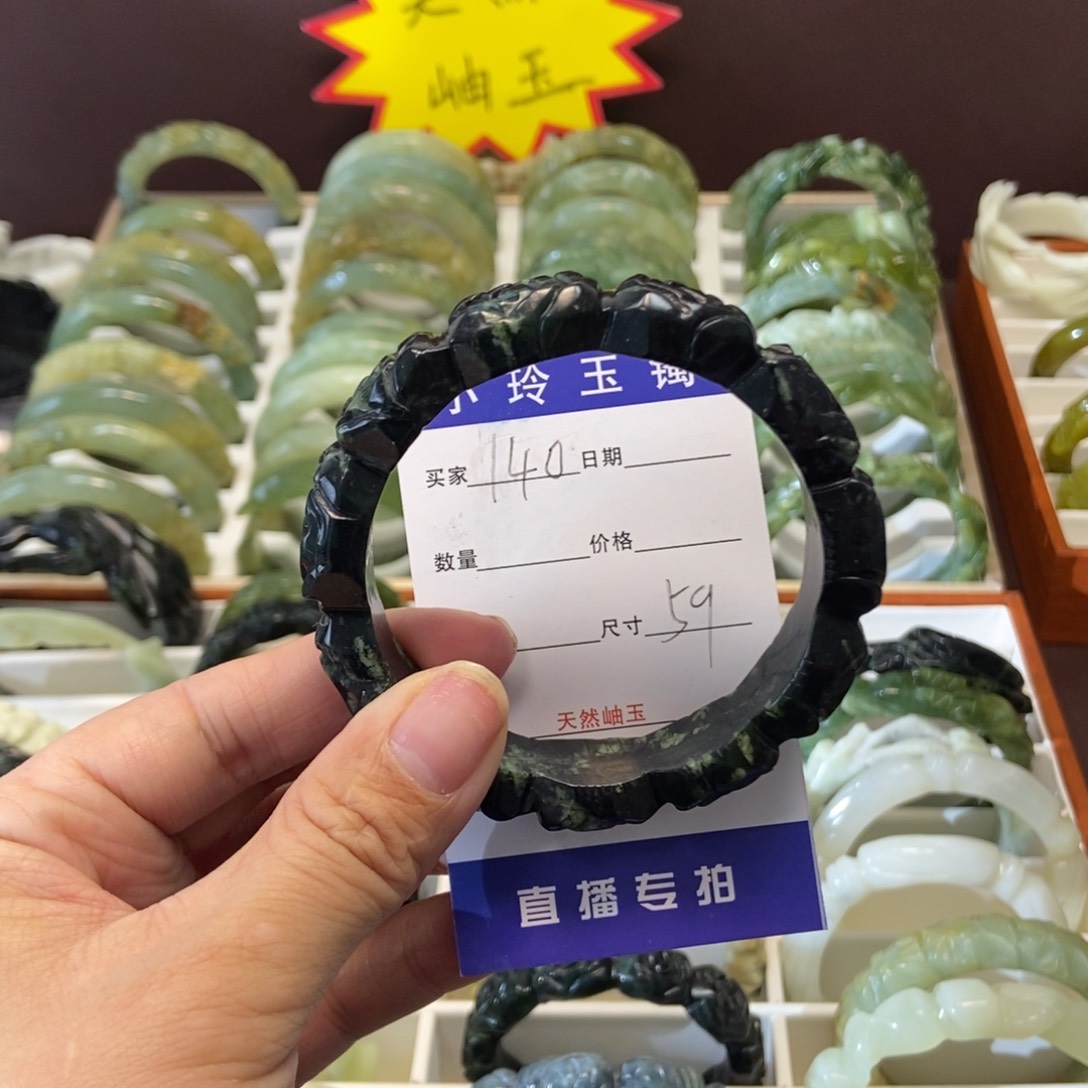 岫玉
小玲玉镯
买家 140 日期
数量 价格
尺寸 59
天然岫玉
直播专拍